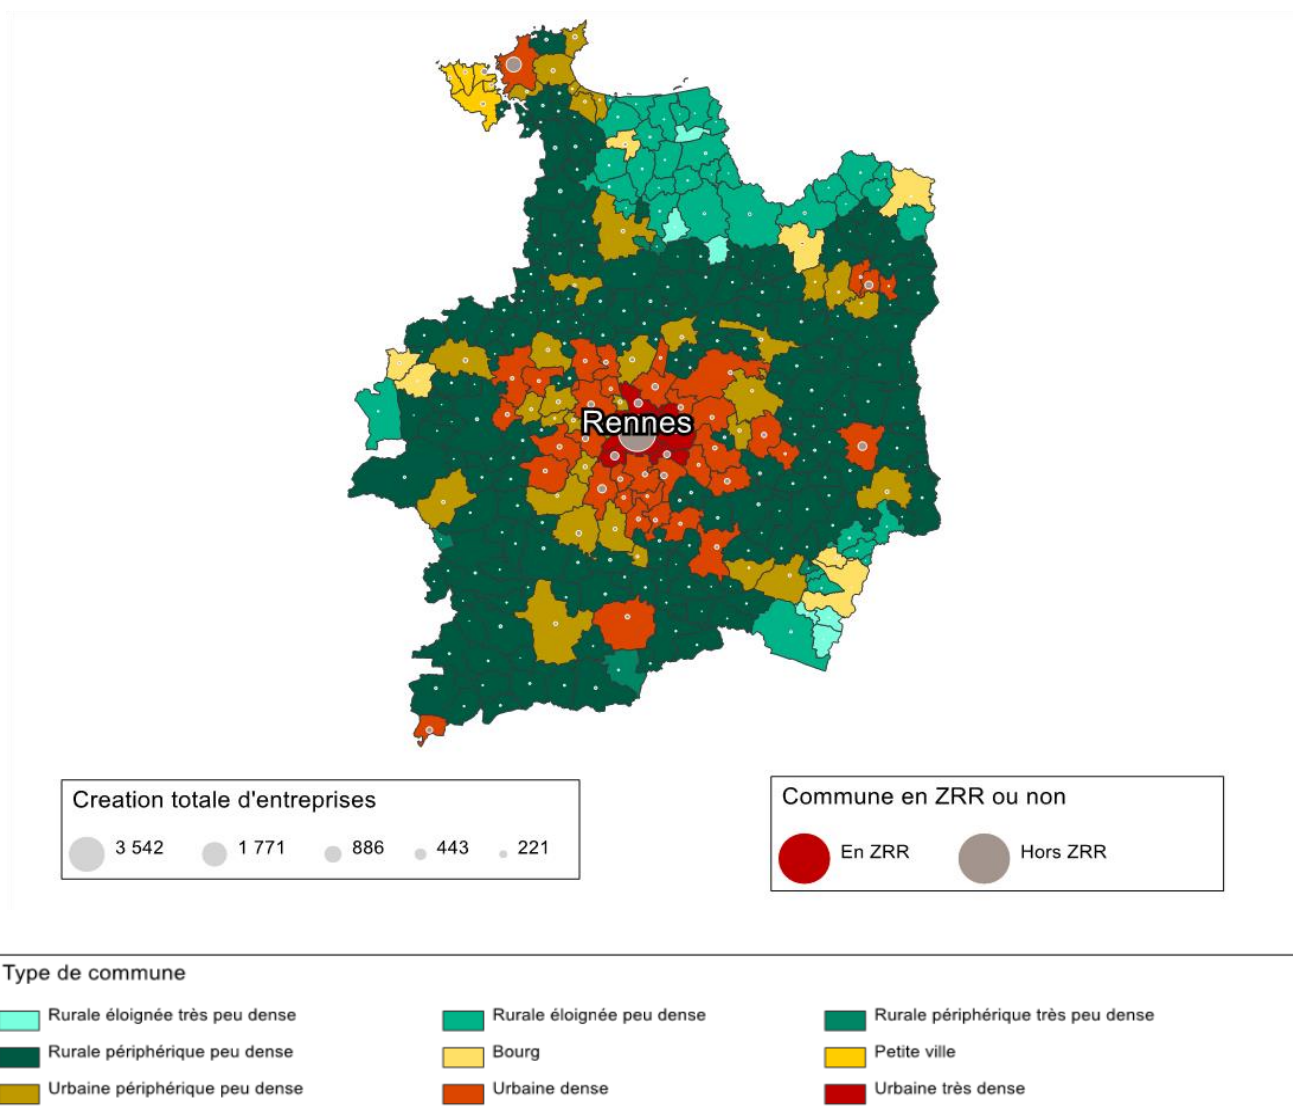 Rennes
Creation totale d'entreprises
3 542 1 771 886 443 221
Commune en ZRR ou non
En ZRR Hors ZRR
Type de commune
Rurale éloignée très peu dense Rurale éloignée peu dense Rurale périphérique très peu dense
Rurale périphérique peu dense Bourg Petite ville
Urbaine périphérique peu dense Urbaine dense Urbaine très dense